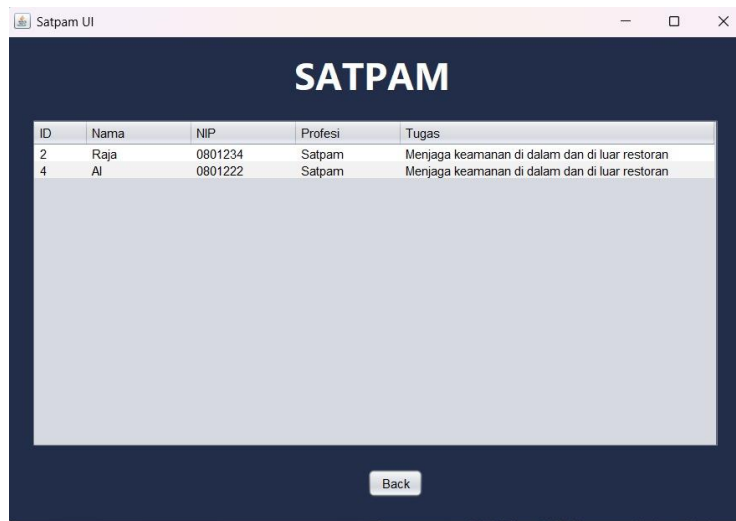 Satpam UI
SATPAM
ID Nama NIP Profesi Tugas
2 Raja 0801234 Satpam Menjaga keamanan di dalam dan di luar restoran
4 Al 0801222 Satpam Menjaga keamanan di dalam dan di luar restoran
Back